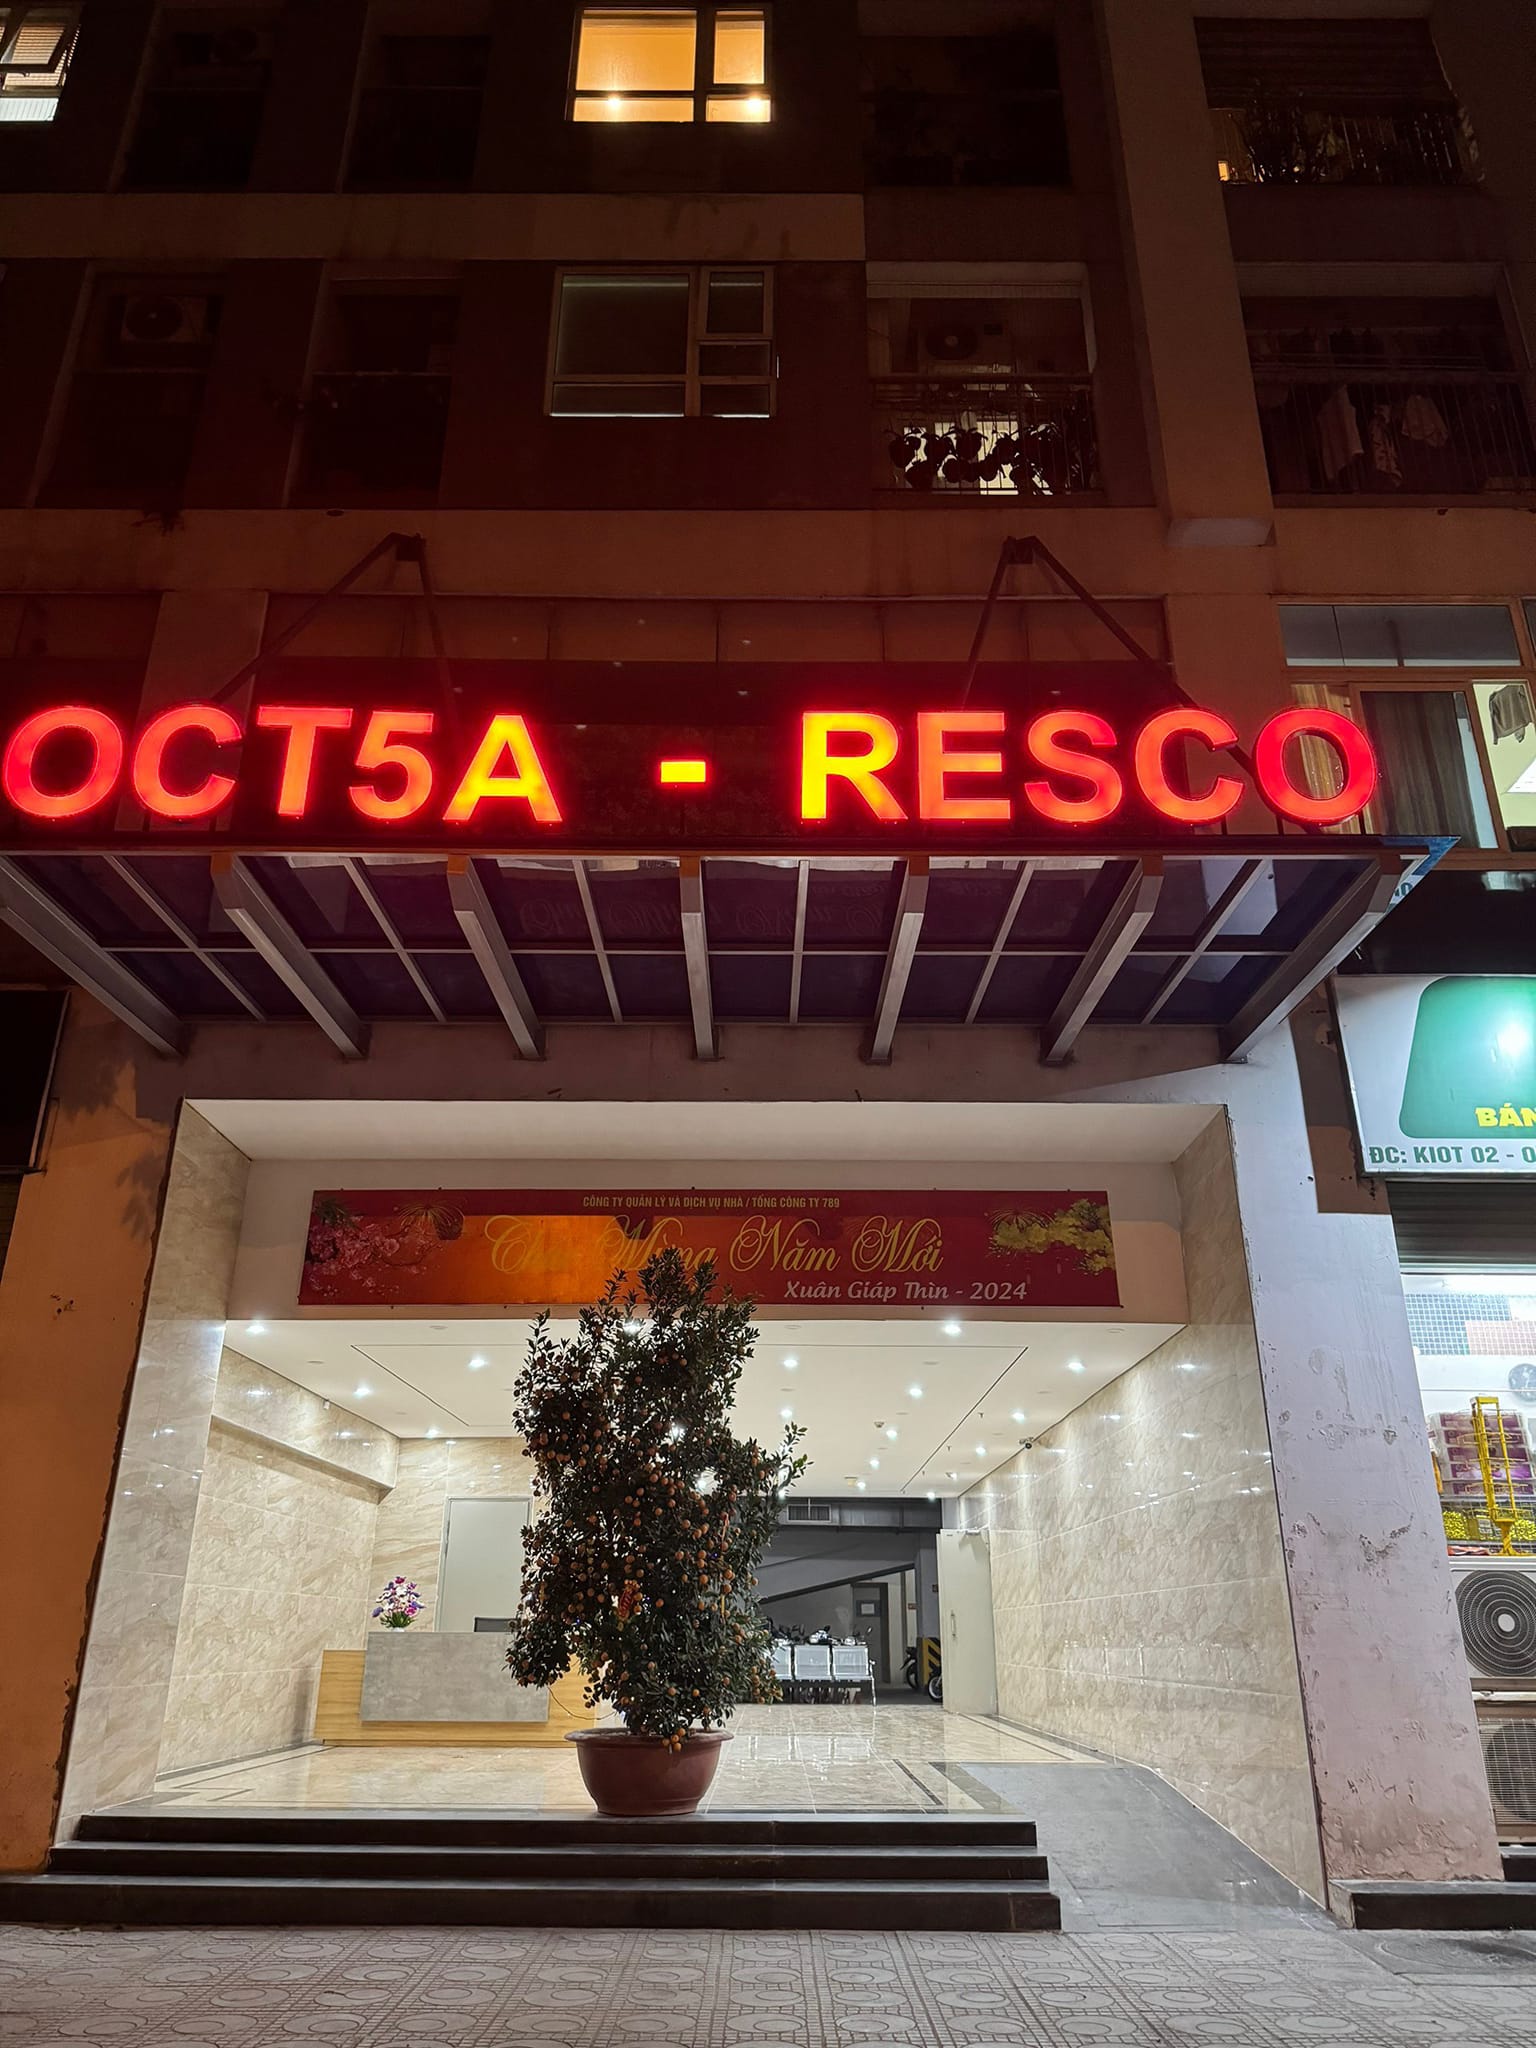 OCT5A - RESCO
CÔNG TY QUẢN LÝ VÀ DỊCH VỤ NHÀ / TỔNG CÔNG TY 789
Chúc Mừng Năm Mới
Xuân Giáp Thìn - 2024
BÁN
ĐC: KIOT 02 - O